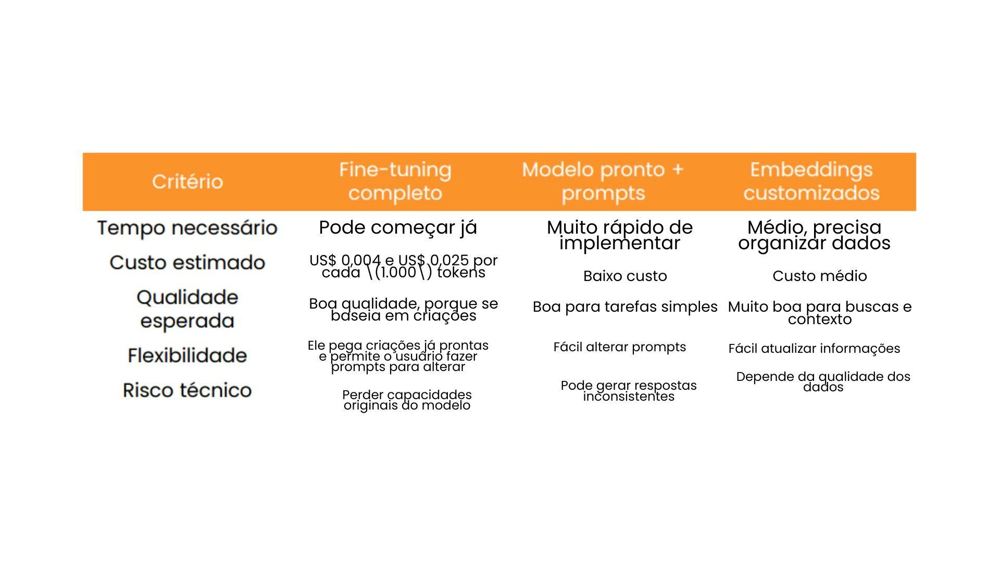 Critério
Fine-tuning
completo
Modelo pronto +
prompts
Embeddings
customizados
Tempo necessário
Pode começar já
Muito rápido de
implementar
Médio, precisa
organizar dados
Custo estimado
US$ 0,004 e US$ 0,025 por
cada \(1.000\) tokens
Baixo custo
Custo médio
Qualidade
esperada
Boa qualidade, porque se
baseia em criações
Boa para tarefas simples
Muito boa para buscas e
contexto
Flexibilidade
Ele pega criações já prontas
e permite o usuário fazer
prompts para alterar
Fácil alterar prompts
Fácil atualizar informações
Risco técnico
Perder capacidades
originais do modelo
Pode gerar respostas
inconsistentes
Depende da qualidade dos
dados